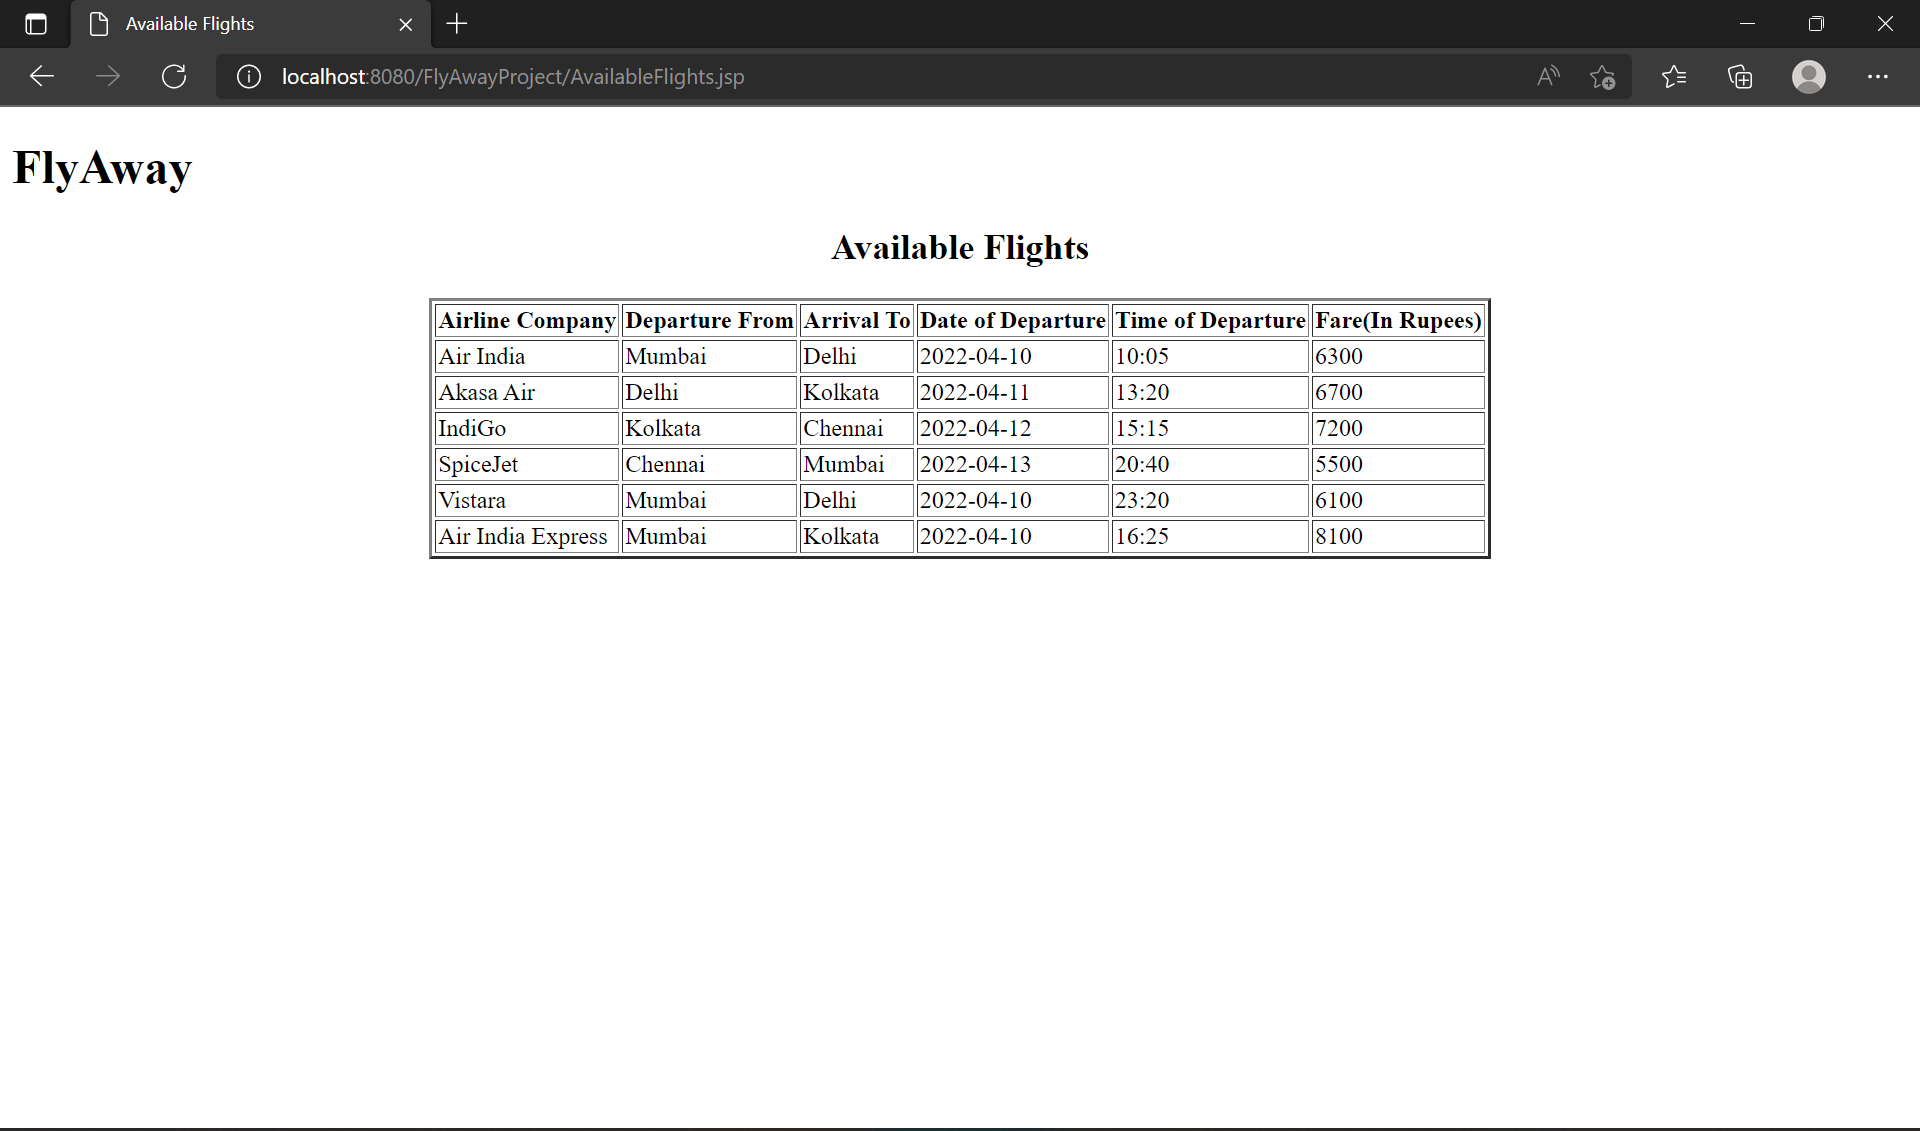 Available Flights
localhost:8080/FlyAwayProject/AvailableFlights.jsp
FlyAway
Available Flights
Airline Company Departure From Arrival To Date of Departure Time of Departure Fare(In Rupees)
Air India Mumbai Delhi 2022-04-10 10:05 6300
Akasa Air Delhi Kolkata 2022-04-11 13:20 6700
IndiGo Kolkata Chennai 2022-04-12 15:15 7200
SpiceJet Chennai Mumbai 2022-04-13 20:40 5500
Vistara Mumbai Delhi 2022-04-10 23:20 6100
Air India Express Mumbai Kolkata 2022-04-10 16:25 8100